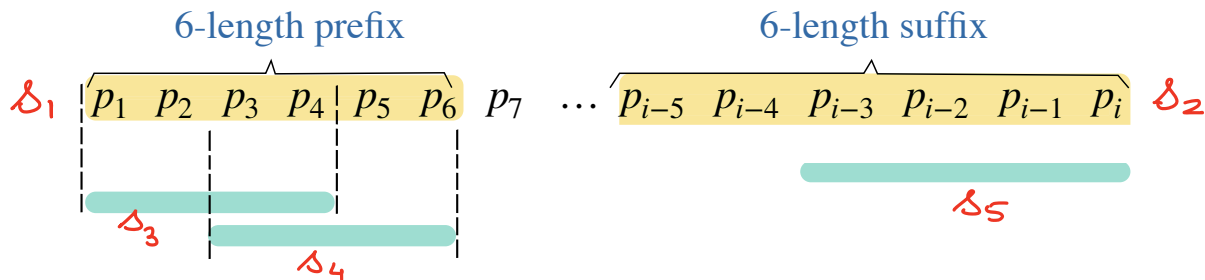 6-length prefix 6-length suffix
s₁ p₁ p₂ p₃ p₄ p₅ p₆ p₇ … pᵢ₋₅ pᵢ₋₄ pᵢ₋₃ pᵢ₋₂ pᵢ₋₁ pᵢ s₂
s₃ s₅
s₄